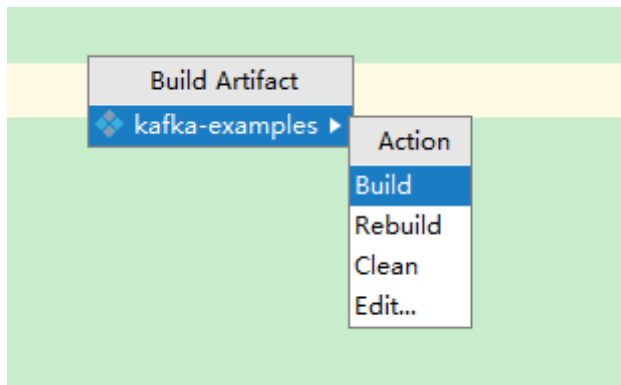 Build Artifact
kafka-examples
Action
Build
Rebuild
Clean
Edit...